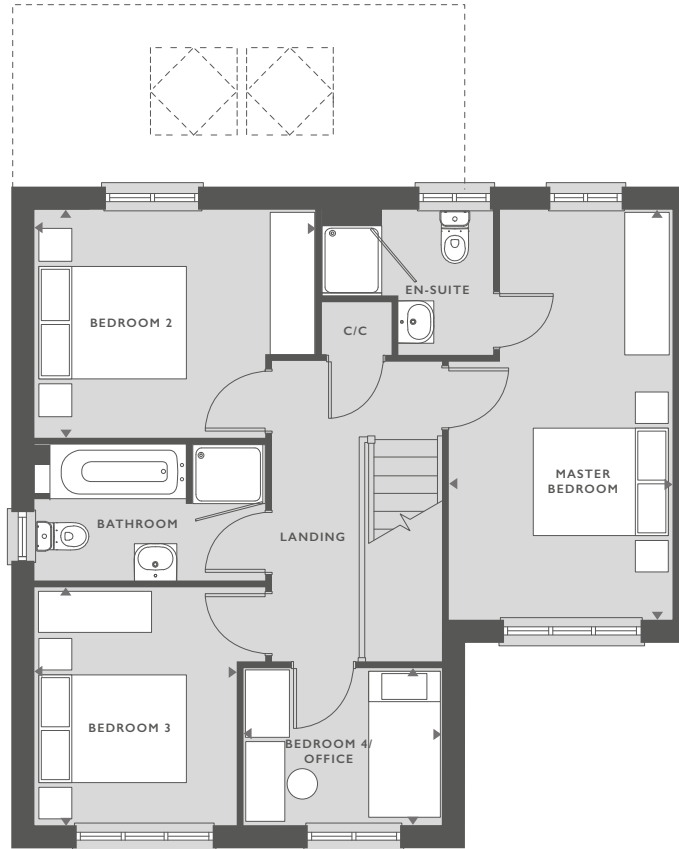 EN-SUITE
BEDROOM 2
C/C
MASTER
BEDROOM
BATHROOM
LANDING
BEDROOM 3
BEDROOM 4/
OFFICE